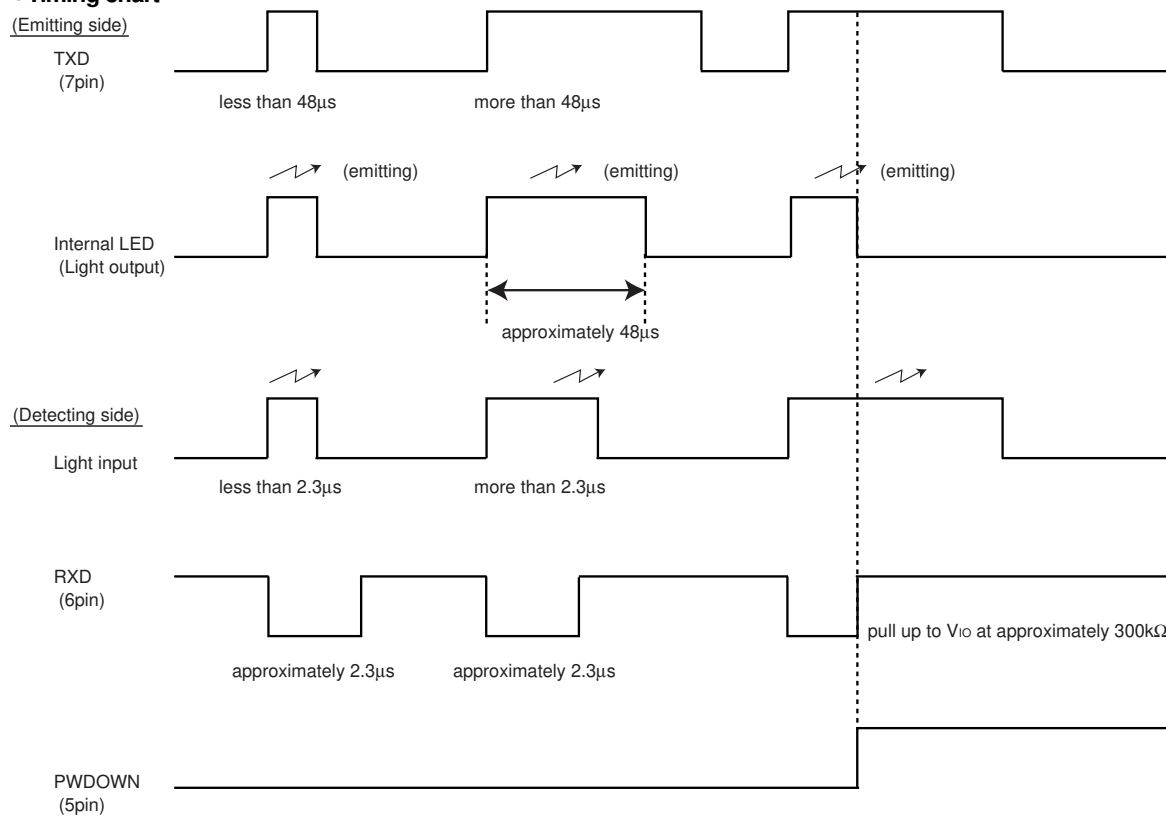 Timing chart
(Emitting side)
TXD
(7pin)
less than 48µs
more than 48µs
(emitting)
(emitting)
(emitting)
Internal LED
(Light output)
approximately 48µs
(Detecting side)
Light input
less than 2.3µs
more than 2.3µs
RXD
(6pin)
pull up to VIO at approximately 300kΩ
approximately 2.3µs
approximately 2.3µs
PWDOWN
(5pin)